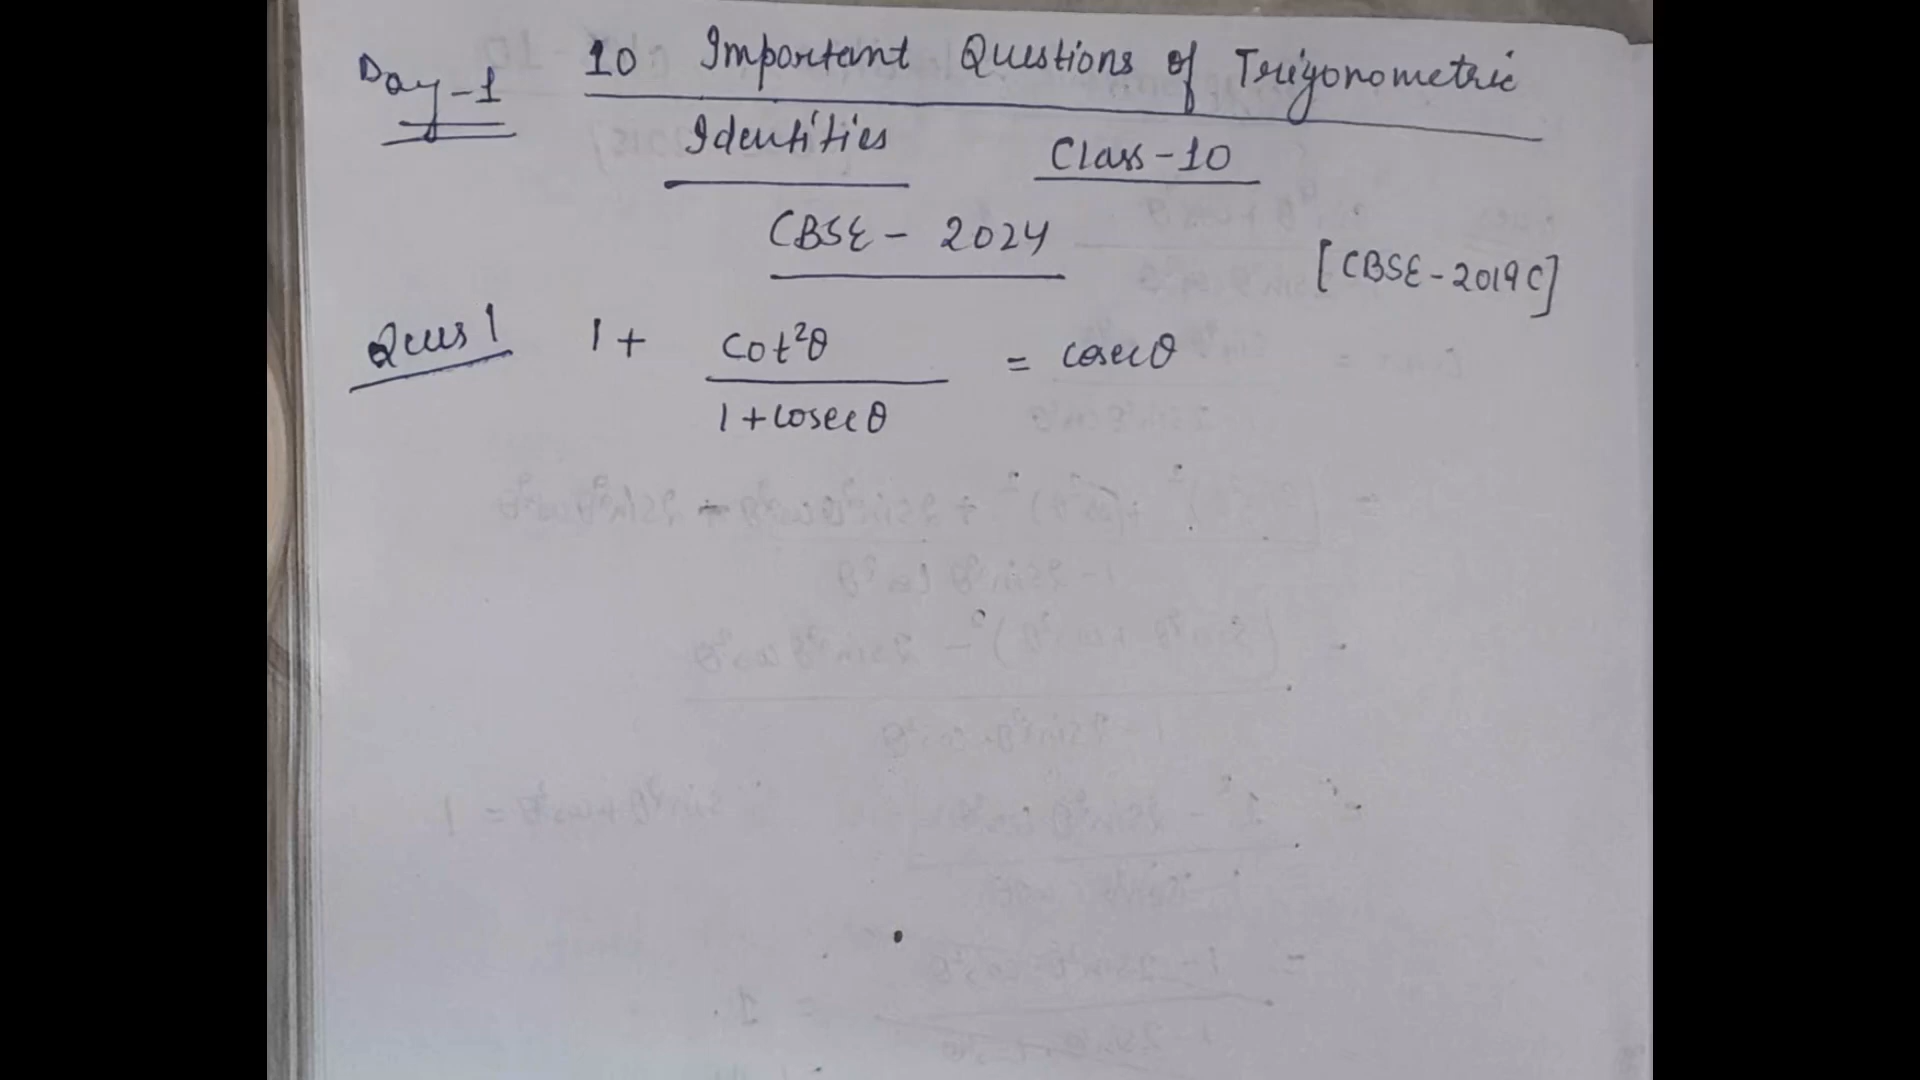 Day-1 10 Important Questions of Trigonometric
Identities Class-10
CBSE - 2024
[CBSE-2019C]
Ques 1 1 + cot²θ / 1+cosecθ = cosecθ